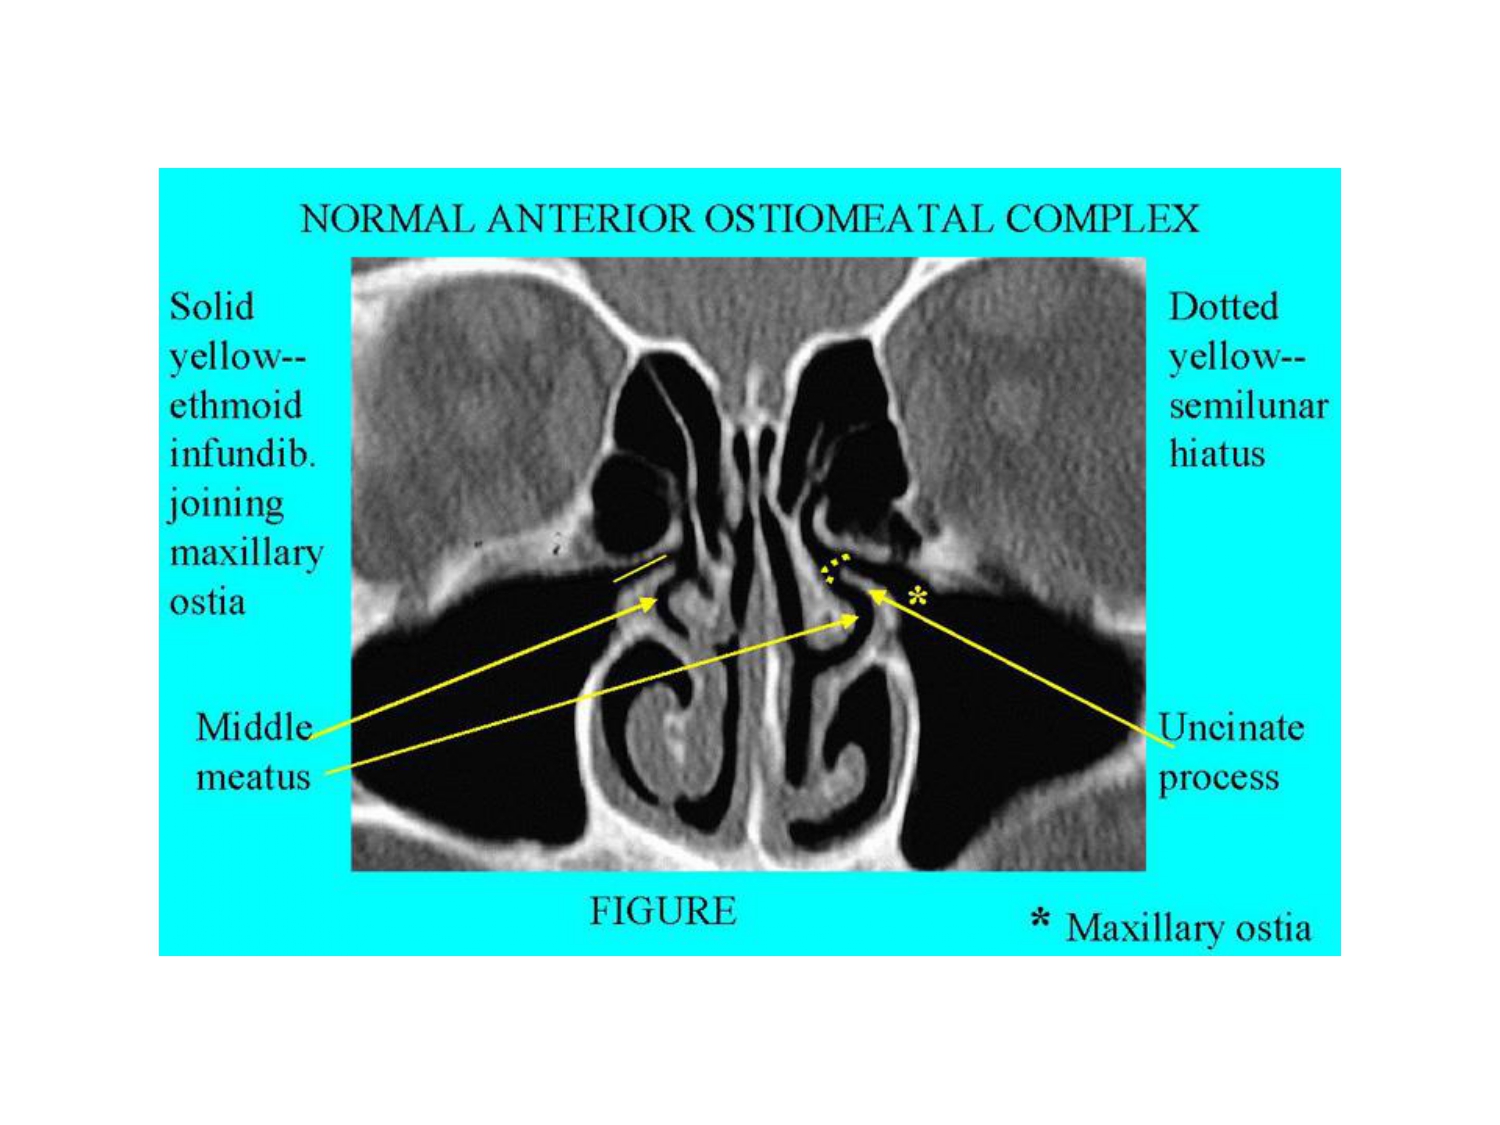 NORMAL ANTERIOR OSTIOMEATAL COMPLEX
Solid
yellow--
ethmoid
infundib.
joining
maxillary
ostia
Dotted
yellow--
semilunar
hiatus
*
Middle
meatus
Uncinate
process
FIGURE
* Maxillary ostia